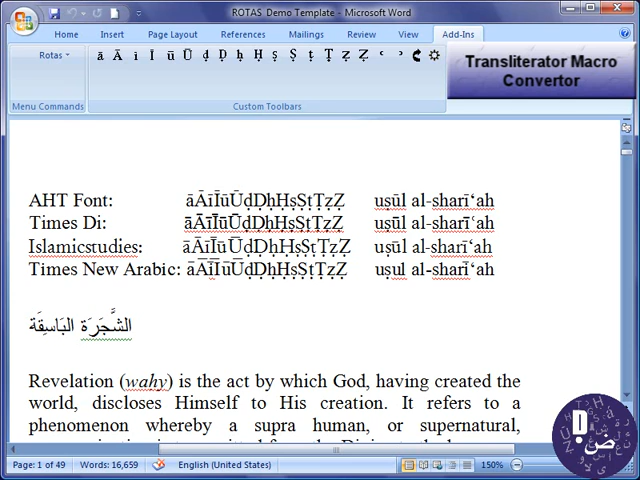 ROTAS Demo Template - Microsoft Word
Home Insert Page Layout References Mailings Review View Add-Ins
Rotas
ā Ā ī Ī ū Ū ḍ Ḍ ḥ Ḥ ṣ Ṣ ṭ Ṭ ẓ Ẓ ʿ ʾ
Menu Commands
Custom Toolbars
Transliterator Macro
Convertor
AHT Font: āĀīĪūŪḍḌḥḤṣṢṭṬẓẒ uṣūl al-sharīʿah
Times Di: āĀīĪūŪḍḌḥḤṣṢṭṬẓẒ uṣūl al-sharīʿah
Islamicstudies: āĀīĪūŪḍḌḥḤṣṢṭṬẓẒ uṣūl al-sharīʿah
Times New Arabic: āĀīĪūŪḍḌḥḤṣṢṭṬẓẒ uṣul al-sharīʿah
الشَّجَرَة البَاسِقَة
Revelation (wahy) is the act by which God, having created the
world, discloses Himself to His creation. It refers to a
phenomenon whereby a supra human, or supernatural,
Page: 1 of 49 Words: 16,659 English (United States) 150%